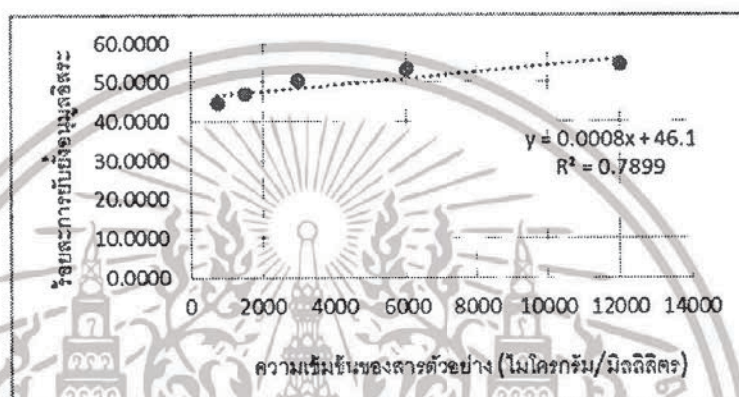 60.0000
50.0000
40.0000
30.0000
20.0000
10.0000
0.0000
ร้อยละการยับยั้งอนุมูลอิสระ
y = 0.0008x + 46.1
R² = 0.7899
0 2000 4000 6000 8000 10000 12000 14000
ความเข้มข้นของสารตัวอย่าง (ไมโครกรัม/มิลลิลิตร)